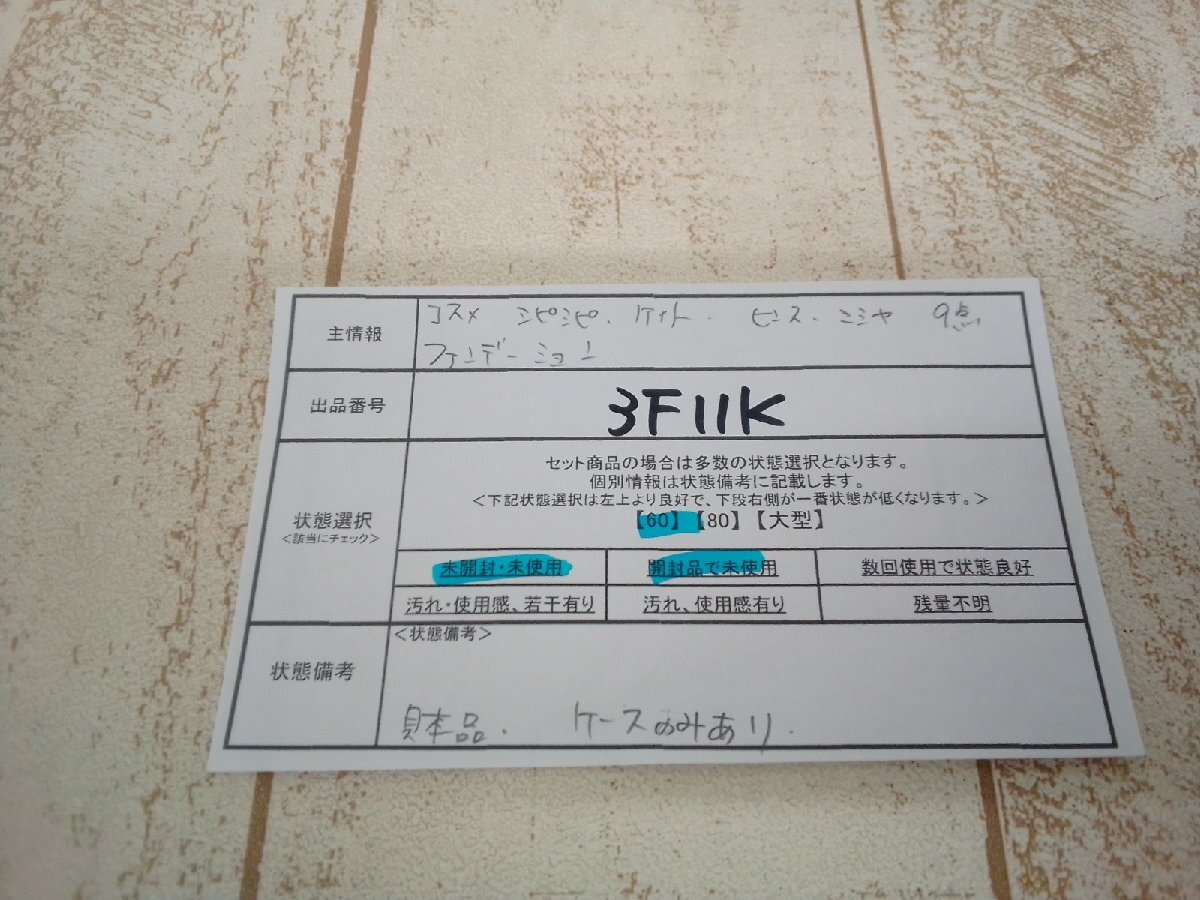 主情報
コスメ シピシピ. ケイト. ヒンス. ミシャ 9点
ファンデーション
出品番号
3F11K
状態選択
<該当にチェック>
セット商品の場合は多数の状態選択となります。
個別情報は状態備考に記載します。
<下記状態選択は左上より良好で、下段右側が一番状態が低くなります。>
【60】【80】【大型】
未開封・未使用 開封品で未使用 数回使用で状態良好
汚れ・使用感、若干有り 汚れ、使用感有り 残量不明
状態備考
<状態備考>
見本品. ケースのみあり.